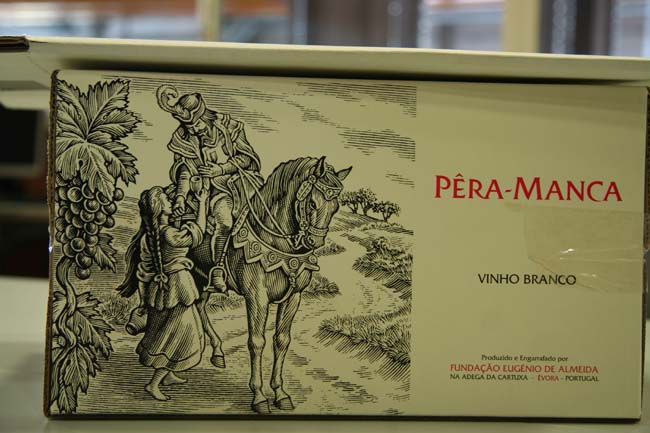 PÊRA-MANCA
VINHO BRANCO
Produzido e Engarrafado por
FUNDAÇÃO EUGÉNIO DE ALMEIDA
NA ADEGA DA CARTUXA - ÉVORA - PORTUGAL